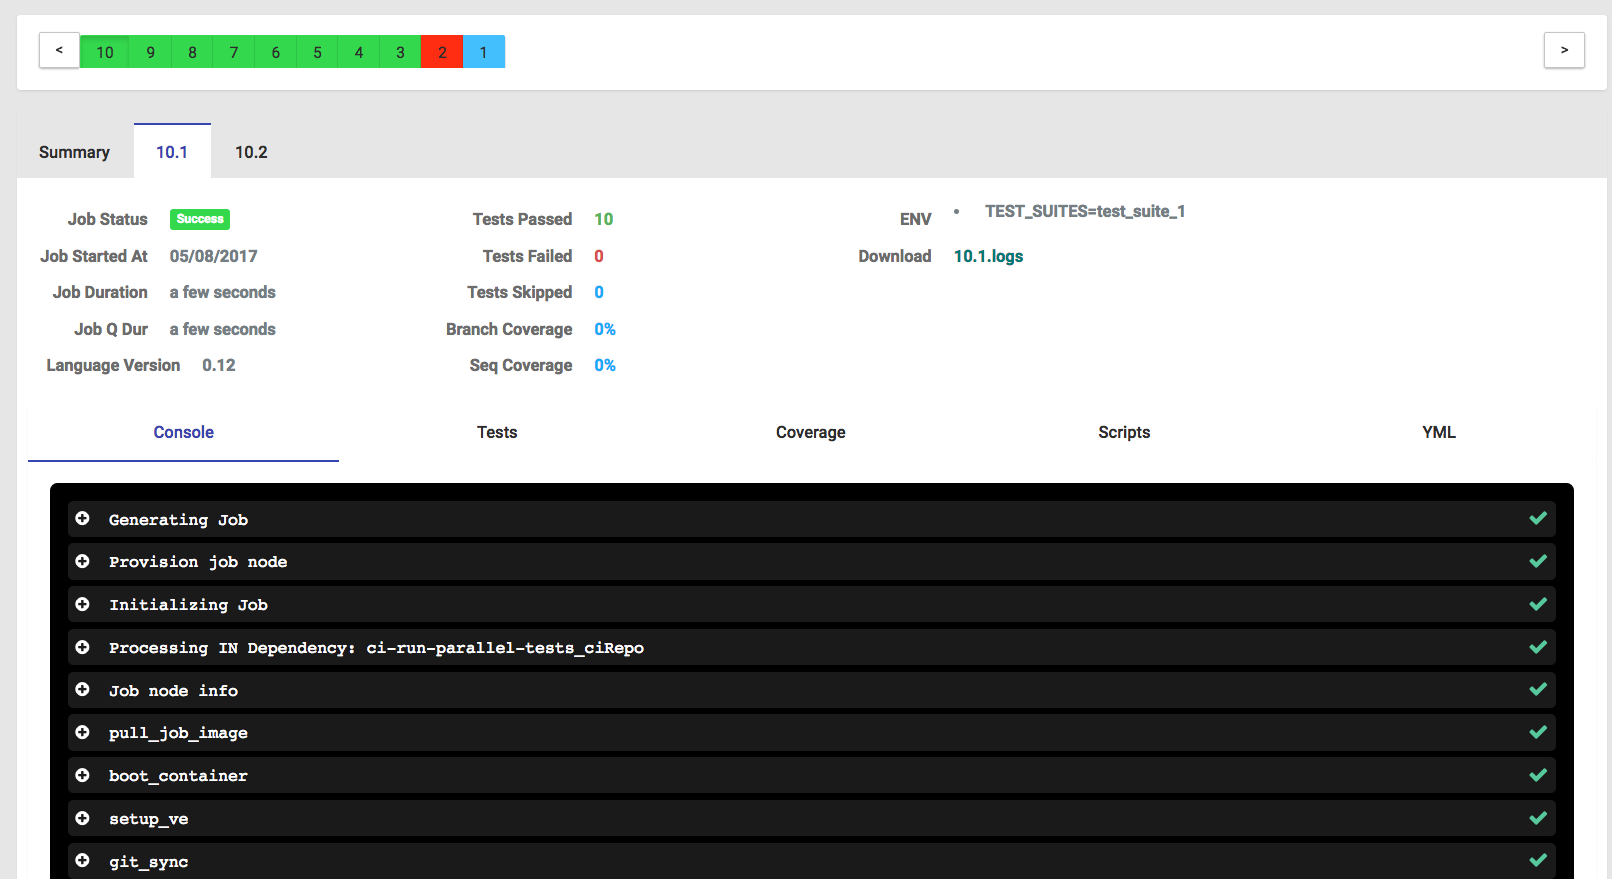 < 10 9 8 7 6 5 4 3 2 1 >
Summary 10.1 10.2
Job Status Success
Job Started At 05/08/2017
Job Duration a few seconds
Job Q Dur a few seconds
Language Version 0.12
Tests Passed 10
Tests Failed 0
Tests Skipped 0
Branch Coverage 0%
Seq Coverage 0%
ENV • TEST_SUITES=test_suite_1
Download 10.1.logs
Console Tests Coverage Scripts YML
Generating Job
Provision job node
Initializing Job
Processing IN Dependency: ci-run-parallel-tests_ciRepo
Job node info
pull_job_image
boot_container
setup_ve
git_sync